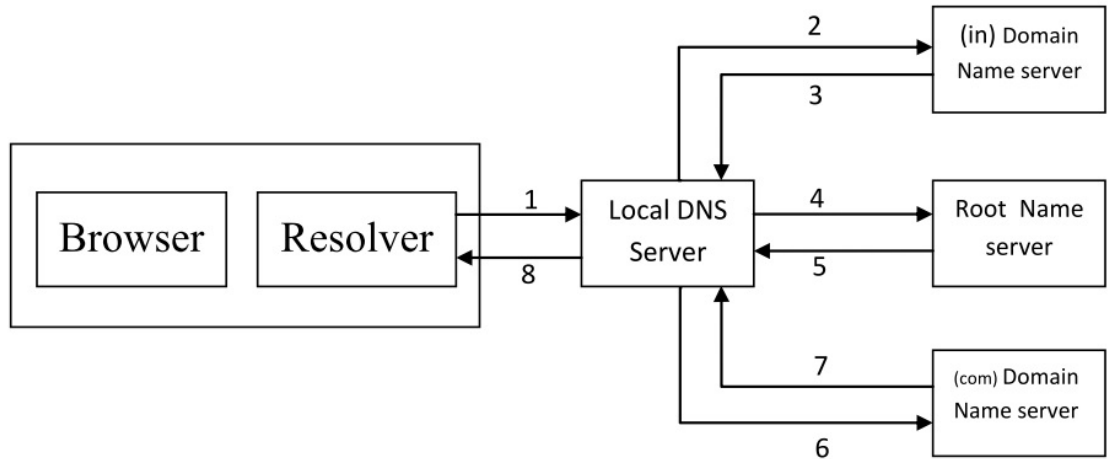 2
(in) Domain
Name server
3
Browser
Resolver
1
8
Local DNS
Server
4
5
Root Name
server
7
6
(com) Domain
Name server